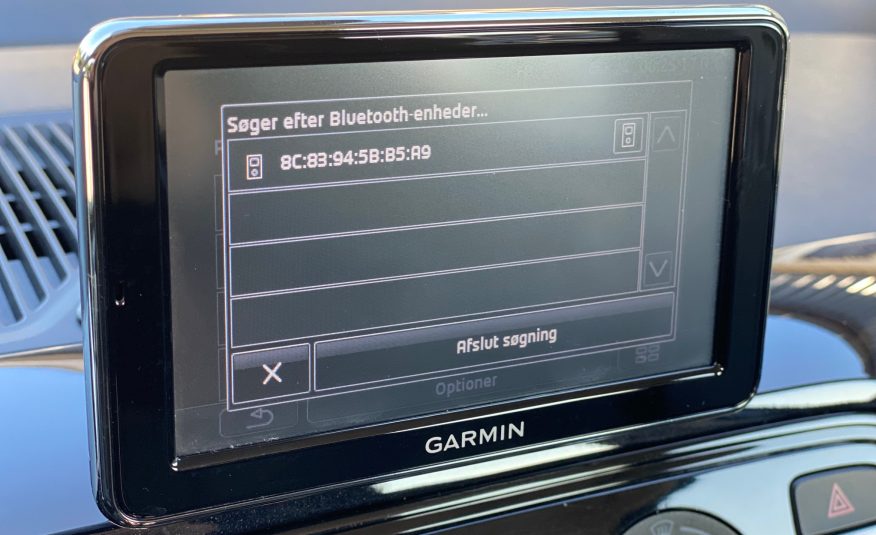 Søger efter Bluetooth-enheder...
8C:83:94:5B:B5:A9
Afslut søgning
Optioner
GARMIN